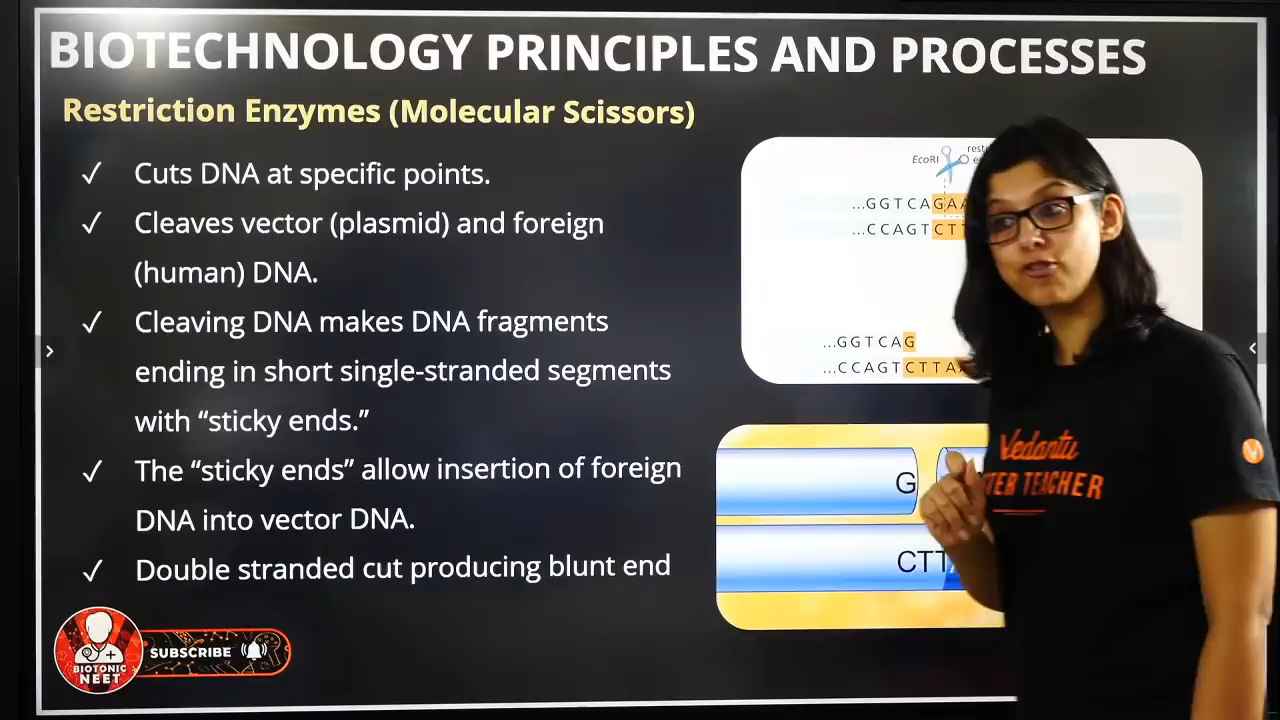 BIOTECHNOLOGY PRINCIPLES AND PROCESSES
Restriction Enzymes (Molecular Scissors)
✓ Cuts DNA at specific points.
✓ Cleaves vector (plasmid) and foreign
(human) DNA.
✓ Cleaving DNA makes DNA fragments
ending in short single-stranded segments
with “sticky ends.”
✓ The “sticky ends” allow insertion of foreign
DNA into vector DNA.
✓ Double stranded cut producing blunt end
EcoRI
...GGTCAGAA
...CCAGTCTT
...GGTCAG
...CCAGTCTTA
G
CTT
Vedantu
TEACHER
BIOTONIC
NEET
SUBSCRIBE